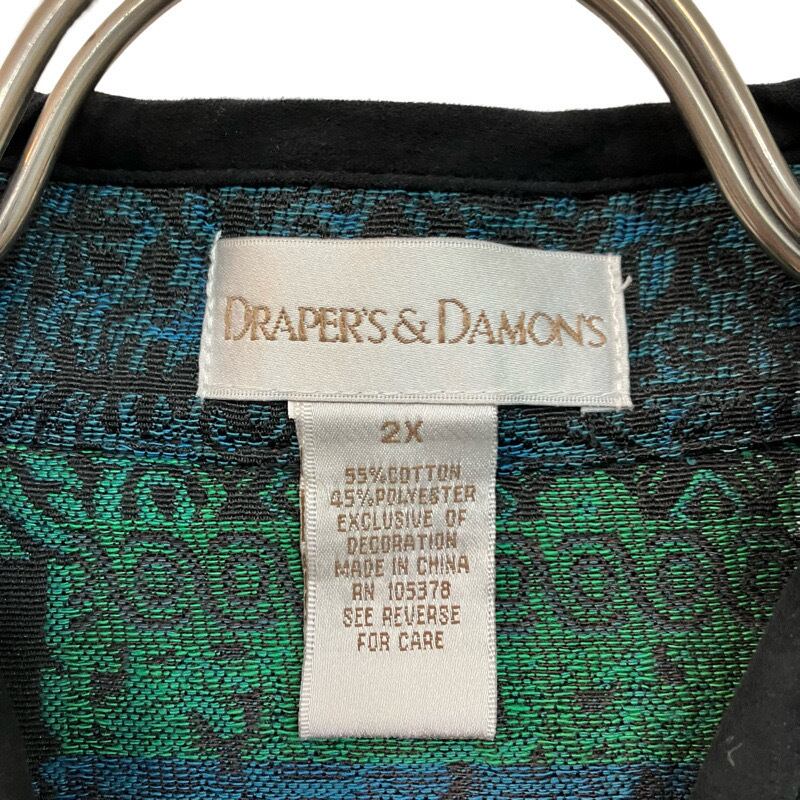 DRAPER'S & DAMON'S
2X
55%COTTON
45%POLYESTER
EXCLUSIVE OF
DECORATION
MADE IN CHINA
RN 105378
SEE REVERSE
FOR CARE